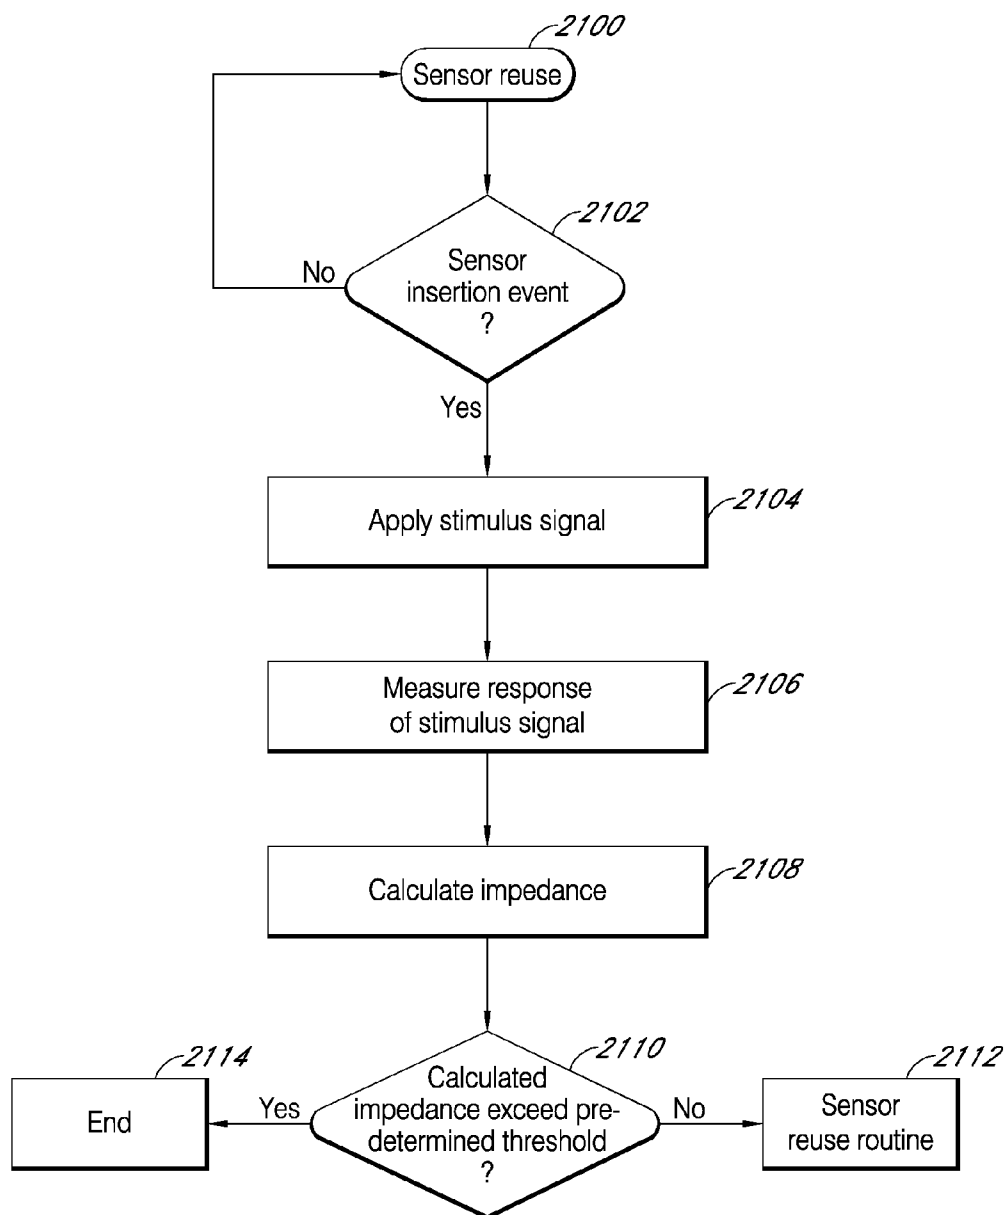 2100
Sensor reuse
2102
Sensor
insertion event
?
No
Yes
2104
Apply stimulus signal
2106
Measure response
of stimulus signal
2108
Calculate impedance
2110
Calculated
impedance exceed pre-
determined threshold
?
Yes
No
2114
End
2112
Sensor
reuse routine